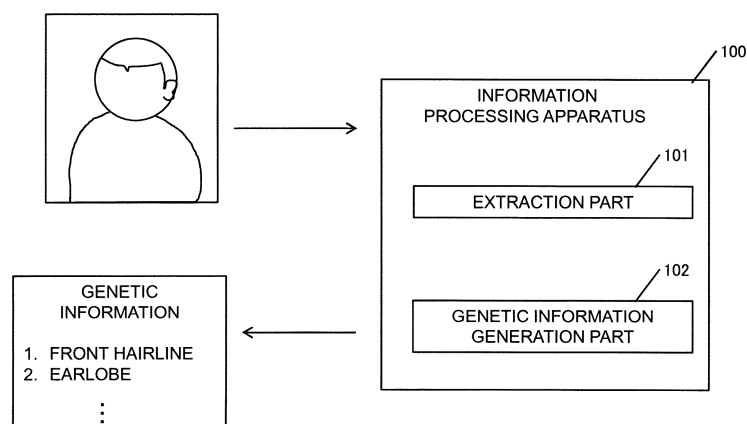 100
INFORMATION
PROCESSING APPARATUS
101
EXTRACTION PART
102
GENETIC INFORMATION
GENERATION PART
GENETIC
INFORMATION
1. FRONT HAIRLINE
2. EARLOBE